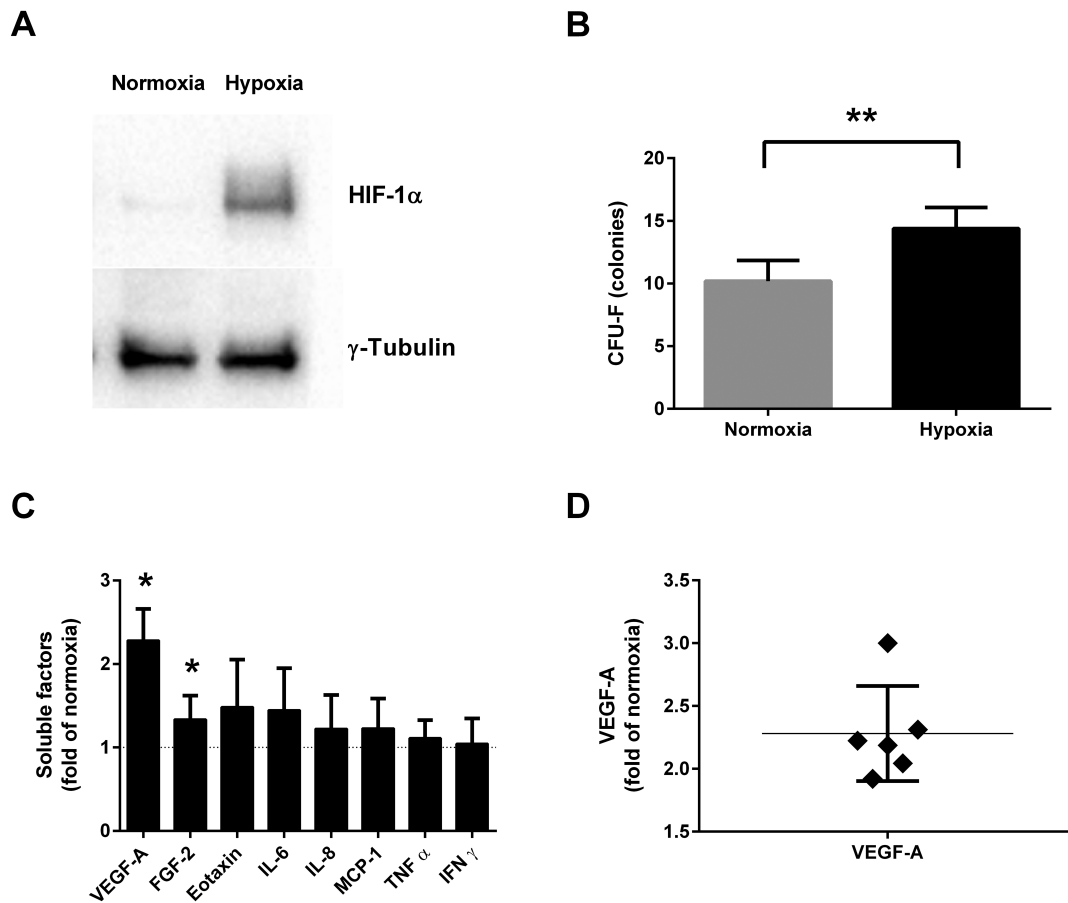 A
Normoxia Hypoxia
HIF-1α
γ-Tubulin
B
**
CFU-F (colonies)
20
15
10
5
0
Normoxia Hypoxia
C
Soluble factors
(fold of normoxia)
3
2
1
0
*
*
VEGF-A
FGF-2
Eotaxin
IL-6
IL-8
MCP-1
TNF α
IFN γ
D
VEGF-A
(fold of normoxia)
3.5
3.0
2.5
2.0
1.5
VEGF-A